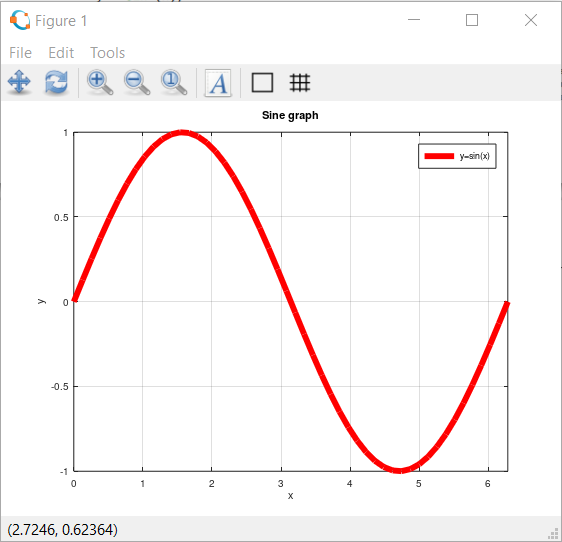 Figure 1
File Edit Tools
A
Sine graph
y=sin(x)
1
0.5
0
-0.5
-1
y
0 1 2 3 4 5 6
x
(2.7246, 0.62364)